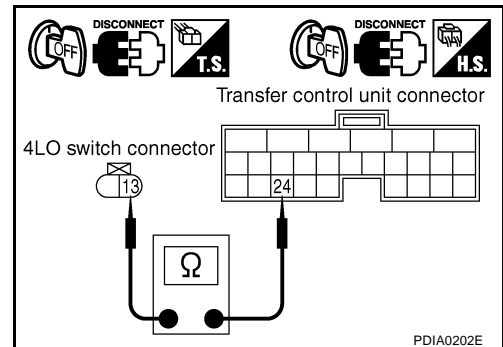 DISCONNECT
OFF
T.S.
DISCONNECT
OFF
H.S.
Transfer control unit connector
4LO switch connector
13
24
Ω
PDIA0202E